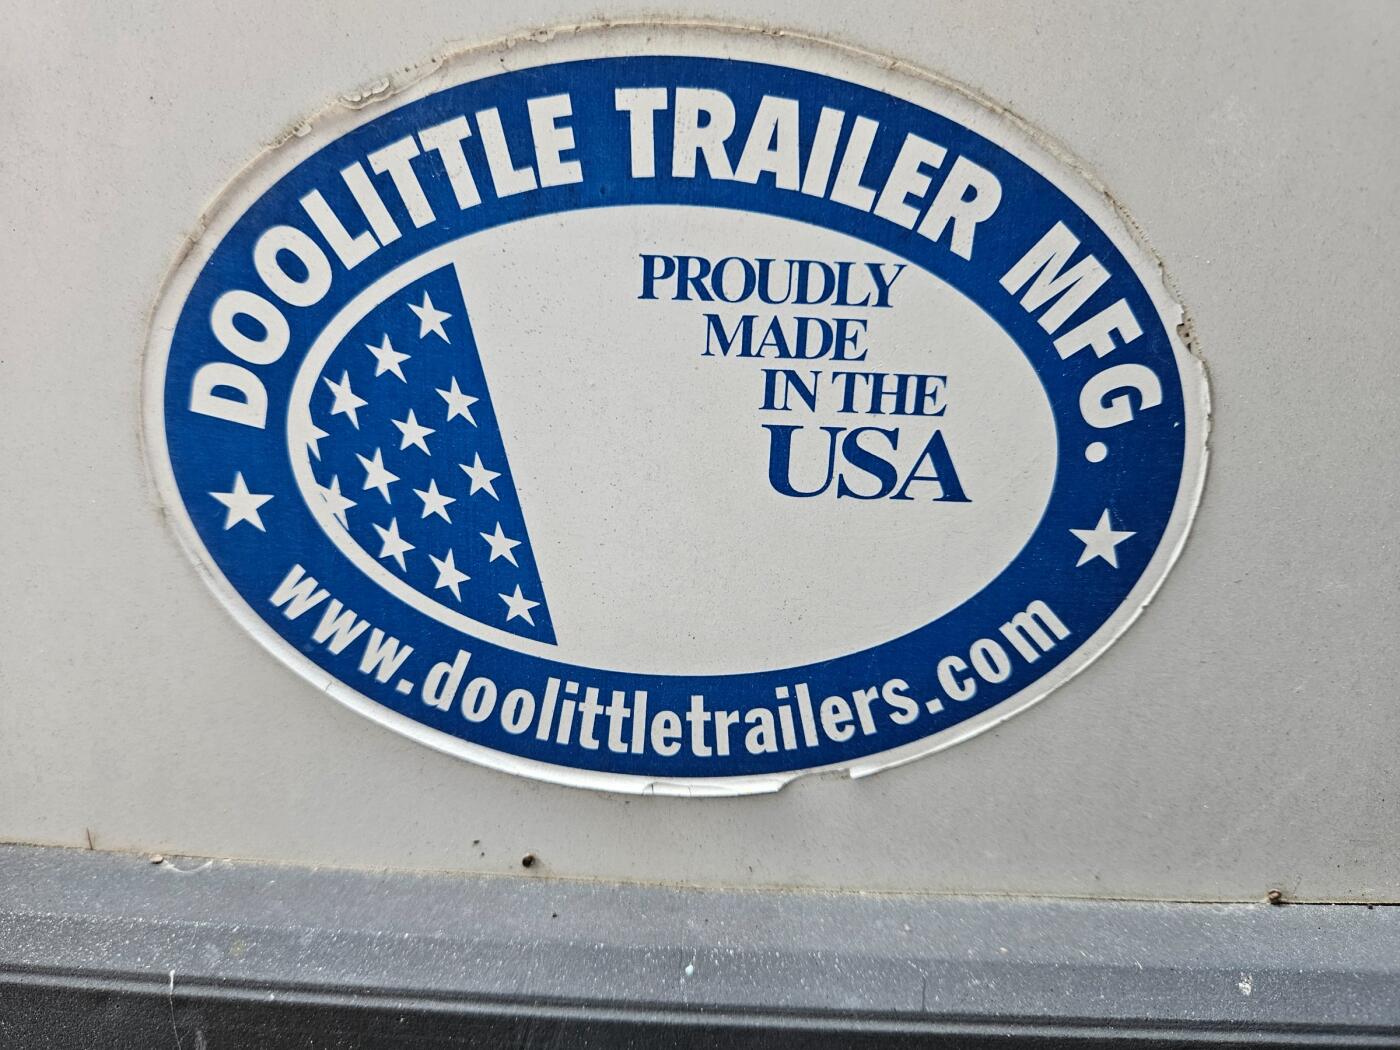 DOOLITTLE TRAILER MFG.
PROUDLY
MADE
IN THE
USA
www.doolittletrailers.com